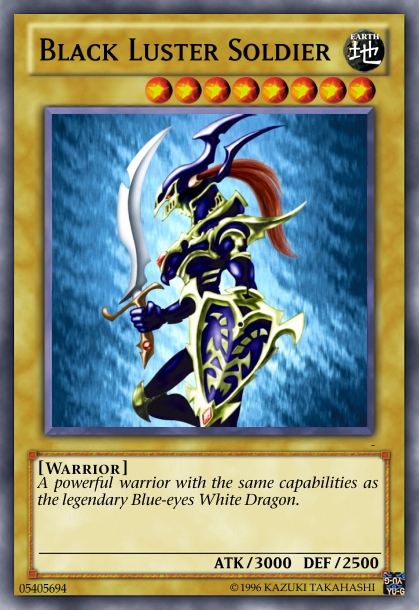 BLACK LUSTER SOLDIER
EARTH
地
[WARRIOR]
A powerful warrior with the same capabilities as
the legendary Blue-eyes White Dragon.
ATK/3000 DEF/2500
05405694
©1996 KAZUKI TAKAHASHI